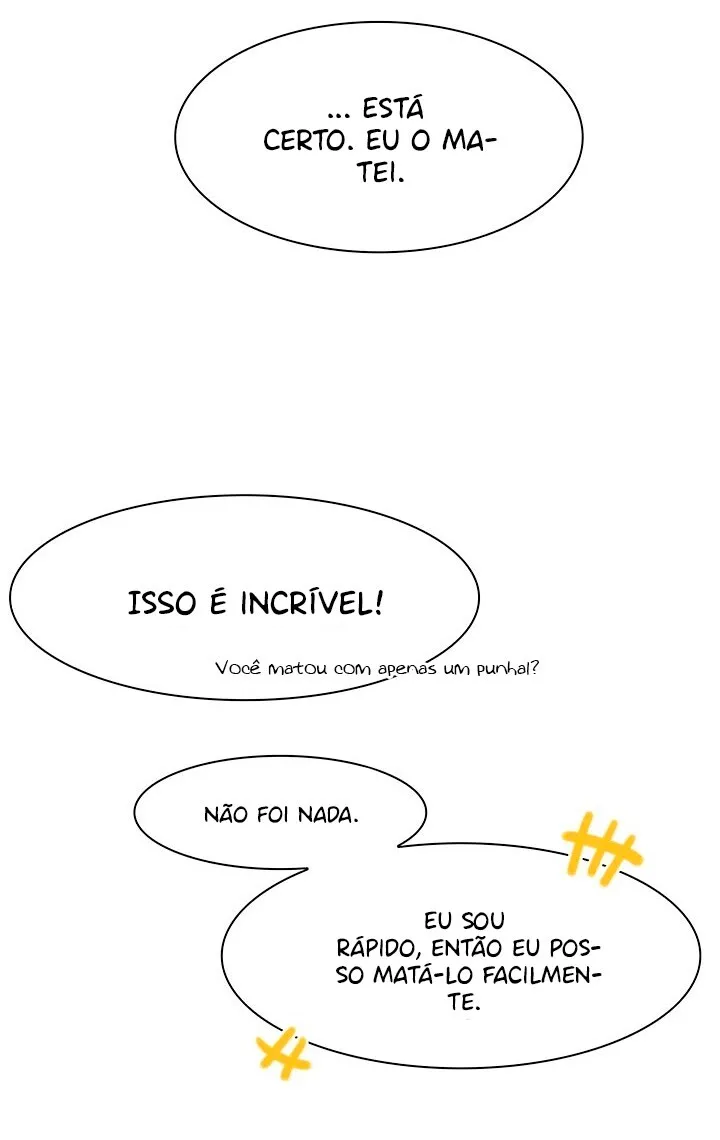 ... ESTÁ
CERTO. EU O MA-
TEI.
ISSO É INCRÍVEL!
Você matou com apenas um punhal?
NÃO FOI NADA.
EU SOU
RÁPIDO, ENTÃO EU POS-
SO MATÁ-LO FACILMEN-
TE.